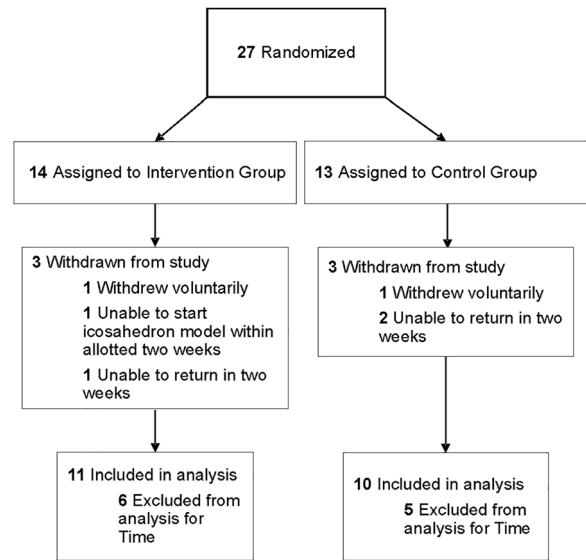 27 Randomized
14 Assigned to Intervention Group
13 Assigned to Control Group
3 Withdrawn from study
1 Withdrew voluntarily
1 Unable to start
icosahedron model within
allotted two weeks
1 Unable to return in two
weeks
3 Withdrawn from study
1 Withdrew voluntarily
2 Unable to return in two
weeks
11 Included in analysis
6 Excluded from
analysis for
Time
10 Included in analysis
5 Excluded from
analysis for Time